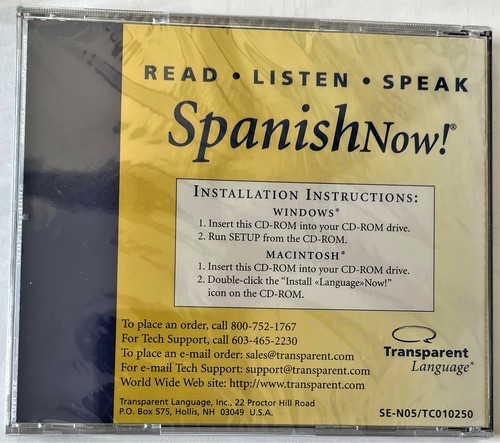 READ • LISTEN • SPEAK
SpanishNow!®
INSTALLATION INSTRUCTIONS:
WINDOWS®
1. Insert this CD-ROM into your CD-ROM drive.
2. Run SETUP from the CD-ROM.
MACINTOSH®
1. Insert this CD-ROM into your CD-ROM drive.
2. Double-click the "Install «Language»Now!"
icon on the CD-ROM.
To place an order, call 800-752-1767
For Tech Support, call 603-465-2230
To place an e-mail order: sales@transparent.com
For e-mail Tech Support: support@transparent.com
World Wide Web site: http://www.transparent.com
Transparent Language, Inc., 22 Proctor Hill Road
P.O. Box 575, Hollis, NH 03049 U.S.A.
Transparent
Language®
SE-N05/TC010250